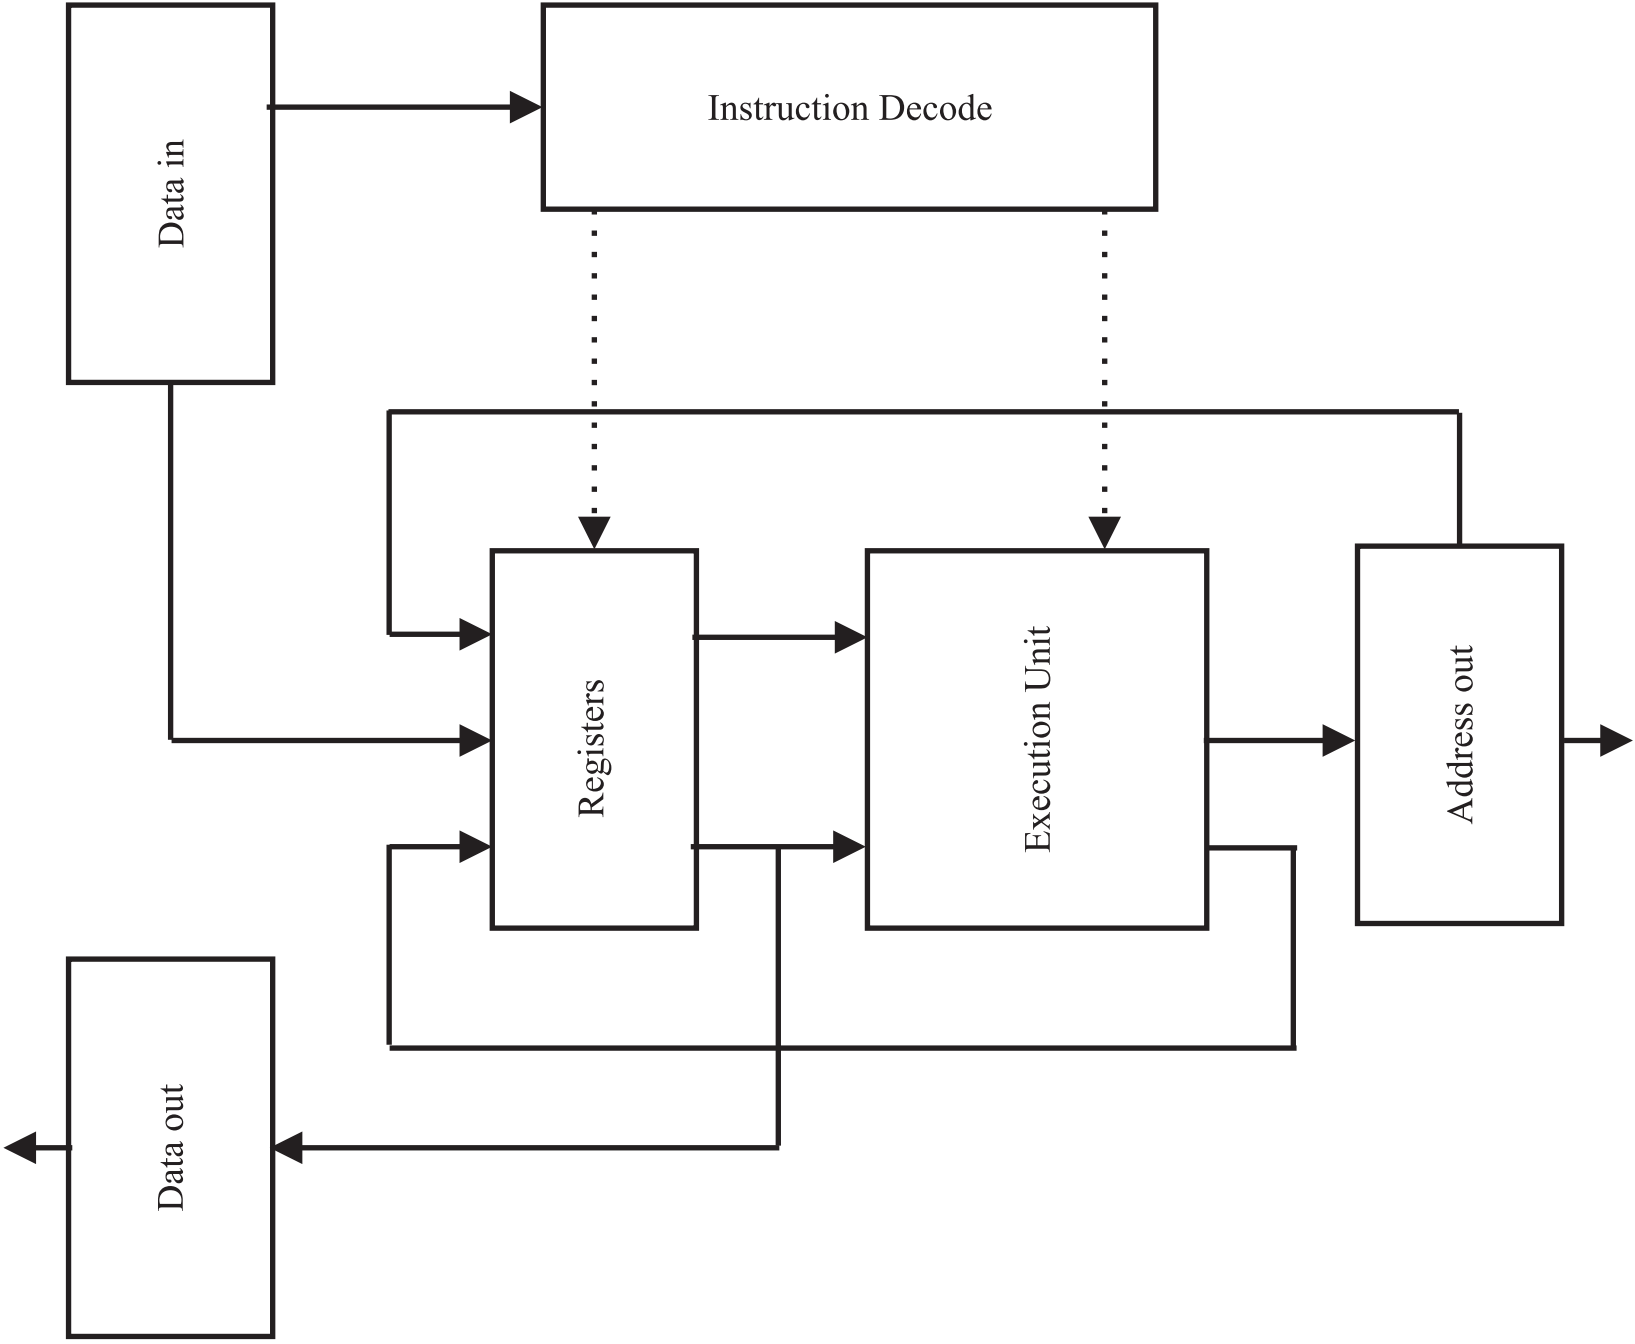 Data in
Instruction Decode
Registers
Execution Unit
Address out
Data out